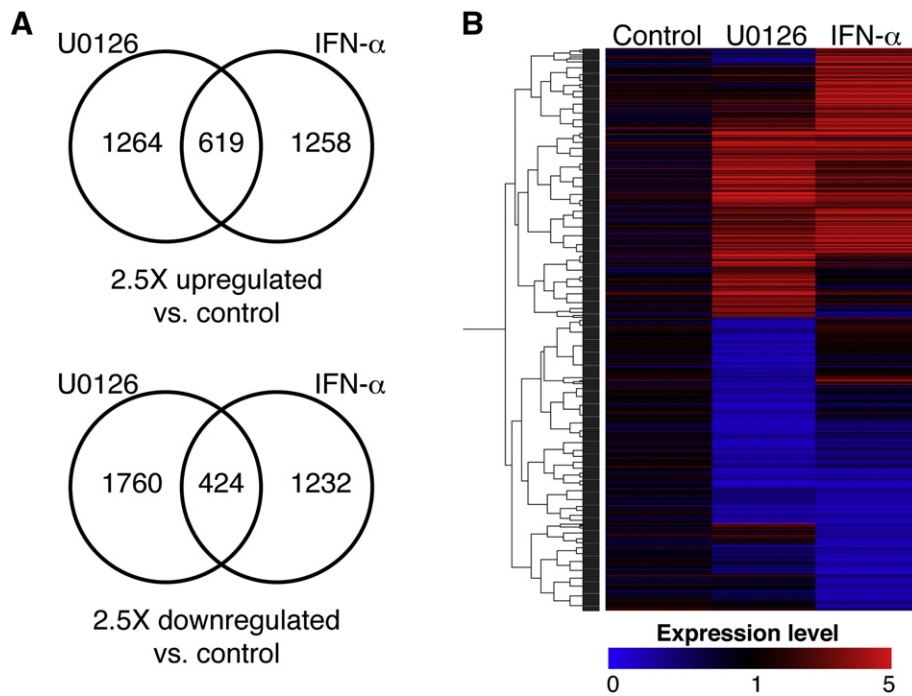 A
U0126 IFN-α
1264 619 1258
2.5X upregulated
vs. control
U0126 IFN-α
1760 424 1232
2.5X downregulated
vs. control
B
Control U0126 IFN-α
Expression level
0 1 5